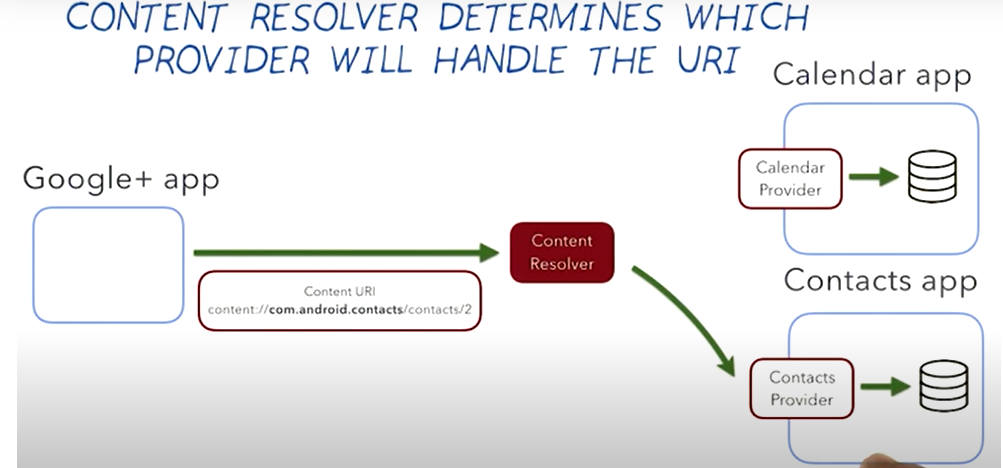 CONTENT RESOLVER DETERMINES WHICH
PROVIDER WILL HANDLE THE URI
Calendar app
Calendar
Provider
Google+ app
Content
Resolver
Content URI
content://com.android.contacts/contacts/2
Contacts app
Contacts
Provider